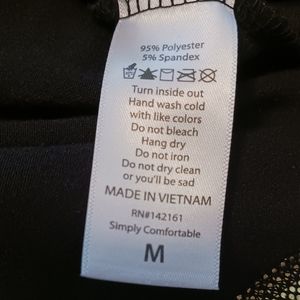 95% Polyester
5% Spandex
Turn inside out
Hand wash cold
with like colors
Do not bleach
Hang dry
Do not iron
Do not dry clean
or you'll be sad
MADE IN VIETNAM
RN#142161
Simply Comfortable
M